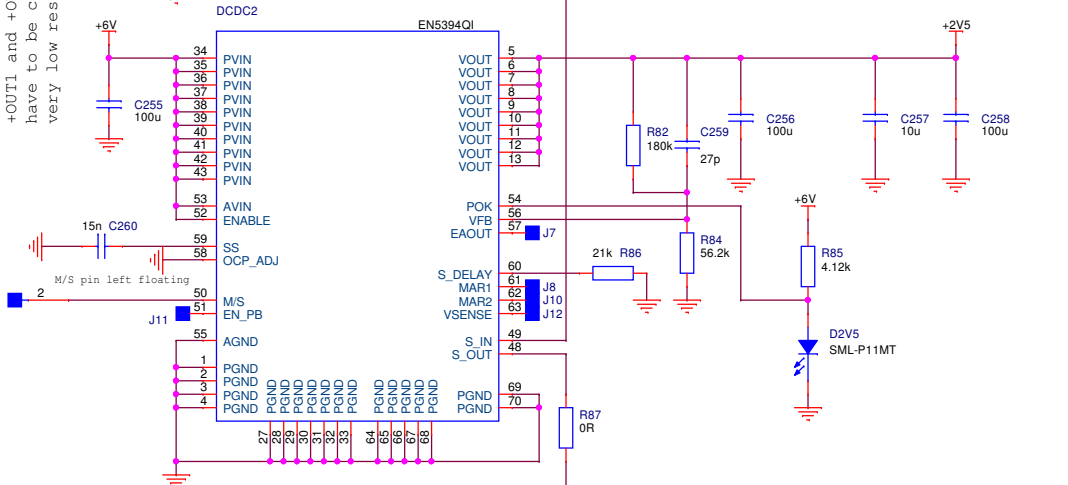 +OUT1 and +O
have to be c
very low res
DCDC2
EN5394QI
+6V
+2V5
34 PVIN
35 PVIN
36 PVIN
37 PVIN
38 PVIN
39 PVIN
40 PVIN
41 PVIN
42 PVIN
43 PVIN
53 AVIN
52 ENABLE
59 SS
58 OCP_ADJ
50 M/S
51 EN_PB
55 AGND
1 PGND
2 PGND
3 PGND
4 PGND
VOUT 5
VOUT 6
VOUT 7
VOUT 8
VOUT 9
VOUT 10
VOUT 11
VOUT 12
VOUT 13
POK 54
VFB 56
EAOUT 57
J7
S_DELAY 60
MAR1 61
J8
MAR2 62
J10
VSENSE 63
J12
S_IN 49
S_OUT 48
PGND 69
PGND 70
PGND 27
PGND 28
PGND 29
PGND 30
PGND 31
PGND 32
PGND 33
PGND 64
PGND 65
PGND 66
PGND 67
PGND 68
C255
100u
15n C260
M/S pin left floating
2
J11
R82
180k
C259
27p
C256
100u
C257
10u
C258
100u
21k R86
R84
56.2k
+6V
R85
4.12k
D2V5
SML-P11MT
R87
0R